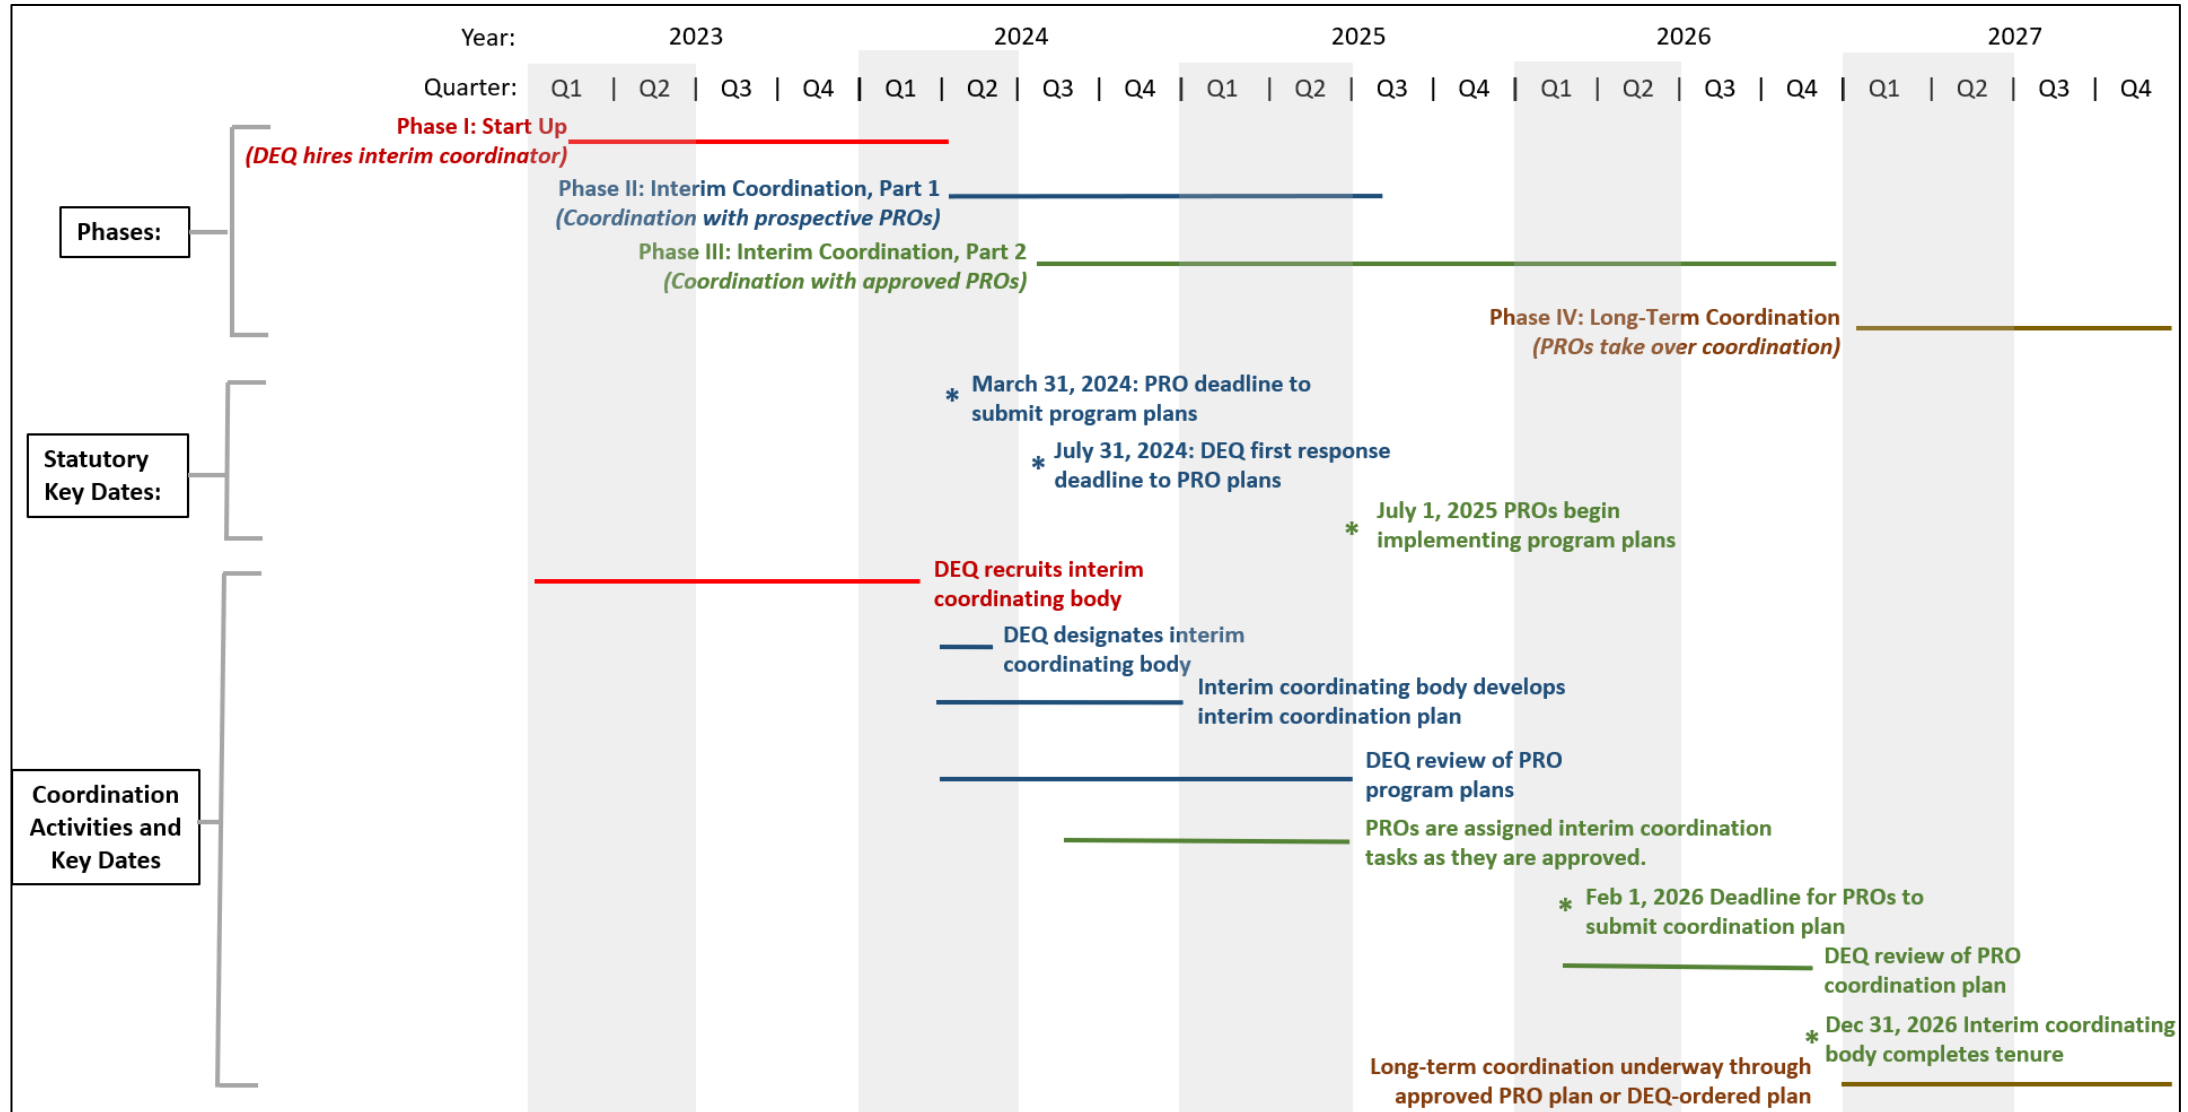 Year: 2023 2024 2025 2026 2027
Quarter: Q1 | Q2 | Q3 | Q4 | Q1 | Q2 | Q3 | Q4 | Q1 | Q2 | Q3 | Q4 | Q1 | Q2 | Q3 | Q4 | Q1 | Q2 | Q3 | Q4
Phases:
Phase I: Start Up
(DEQ hires interim coordinator)
Phase II: Interim Coordination, Part 1
(Coordination with prospective PROs)
Phase III: Interim Coordination, Part 2
(Coordination with approved PROs)
Phase IV: Long-Term Coordination
(PROs take over coordination)
Statutory
Key Dates:
* March 31, 2024: PRO deadline to
submit program plans
* July 31, 2024: DEQ first response
deadline to PRO plans
* July 1, 2025 PROs begin
implementing program plans
Coordination
Activities and
Key Dates
DEQ recruits interim
coordinating body
DEQ designates interim
coordinating body
Interim coordinating body develops
interim coordination plan
DEQ review of PRO
program plans
PROs are assigned interim coordination
tasks as they are approved.
* Feb 1, 2026 Deadline for PROs to
submit coordination plan
DEQ review of PRO
coordination plan
* Dec 31, 2026 Interim coordinating
body completes tenure
Long-term coordination underway through
approved PRO plan or DEQ-ordered plan